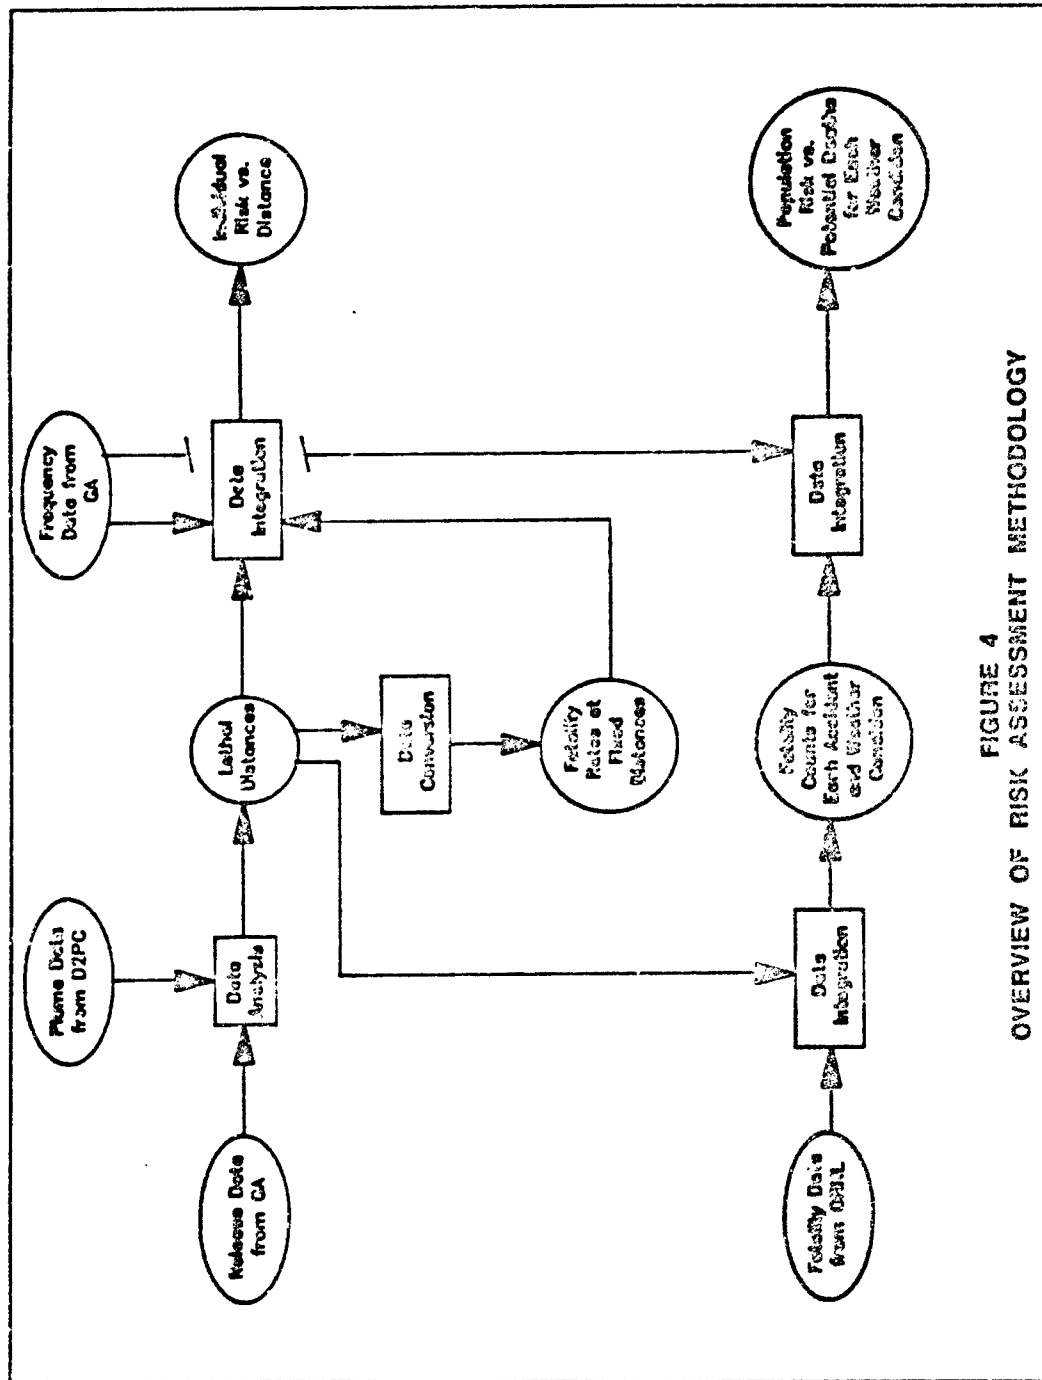 Plume Data
from D2PC
Frequency
Data from
GA
Release Data
from GA
Data
Analysis
Lethal
Distances
Data
Integration
Individual
Risk vs.
Distance
Data
Conversion
Fatality
Rates at
Fixed
Distances
Fatality Data
from ORNL
Data
Integration
Fatality
Counts for
Each Accident
and Weather
Condition
Data
Integration
Population
Risk vs.
Potential Deaths
for Each
Weather
Condition
FIGURE 4
OVERVIEW OF RISK ASSESSMENT METHODOLOGY